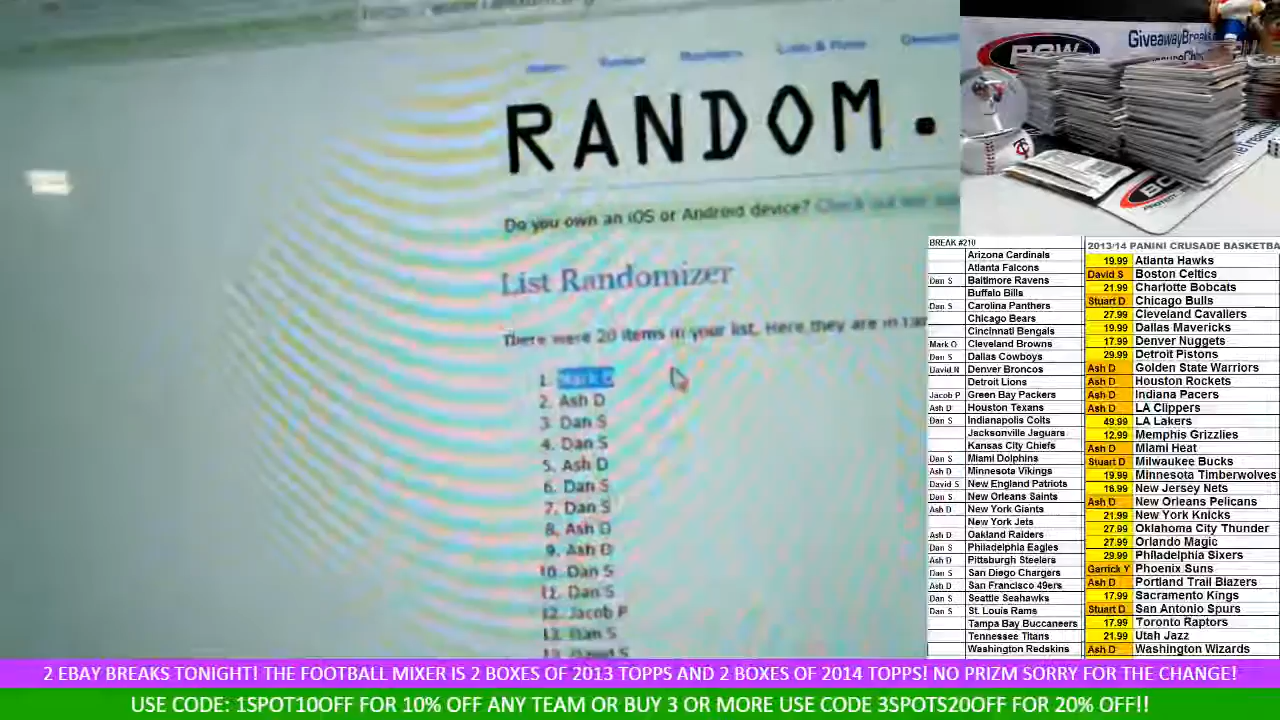 RANDOM.
Do you own an iOS or Android device? Check out our
List Randomizer
There were 20 items in your list. Here they are in
1. Mark O
2. Ash D
3. Dan S
4. Dan S
5. Ash D
6. Dan S
7. Dan S
8. Ash D
9. Ash D
10. Dan S
11. Dan S
12. Jacob P
13. Dan S
BCW
GiveawayBreaks
BREAK #210
Arizona Cardinals
Atlanta Falcons
Dan S Baltimore Ravens
Buffalo Bills
Dan S Carolina Panthers
Chicago Bears
Cincinnati Bengals
Mark O Cleveland Browns
Dan S Dallas Cowboys
David N Denver Broncos
Detroit Lions
Jacob P Green Bay Packers
Ash D Houston Texans
Dan S Indianapolis Colts
Jacksonville Jaguars
Kansas City Chiefs
Dan S Miami Dolphins
Ash D Minnesota Vikings
David S New England Patriots
Dan S New Orleans Saints
Ash D New York Giants
New York Jets
Ash D Oakland Raiders
Dan S Philadelphia Eagles
Ash D Pittsburgh Steelers
Dan S San Diego Chargers
Ash D San Francisco 49ers
Dan S Seattle Seahawks
Dan S St. Louis Rams
Tampa Bay Buccaneers
Tennessee Titans
Washington Redskins
2013/14 PANINI CRUSADE BASKETBA
19.99 Atlanta Hawks
David S Boston Celtics
21.99 Charlotte Bobcats
Stuart D Chicago Bulls
27.99 Cleveland Cavaliers
19.99 Dallas Mavericks
17.99 Denver Nuggets
29.99 Detroit Pistons
Ash D Golden State Warriors
Ash D Houston Rockets
Ash D Indiana Pacers
Ash D LA Clippers
49.99 LA Lakers
12.99 Memphis Grizzlies
Ash D Miami Heat
Stuart D Milwaukee Bucks
19.99 Minnesota Timberwolves
16.99 New Jersey Nets
Ash D New Orleans Pelicans
21.99 New York Knicks
27.99 Oklahoma City Thunder
27.99 Orlando Magic
29.99 Philadelphia Sixers
Garrick Y Phoenix Suns
Ash D Portland Trail Blazers
17.99 Sacramento Kings
Stuart D San Antonio Spurs
17.99 Toronto Raptors
21.99 Utah Jazz
Ash D Washington Wizards
2 EBAY BREAKS TONIGHT! THE FOOTBALL MIXER IS 2 BOXES OF 2013 TOPPS AND 2 BOXES OF 2014 TOPPS! NO PRIZM SORRY FOR THE CHANGE!
USE CODE: 1SPOT10OFF FOR 10% OFF ANY TEAM OR BUY 3 OR MORE USE CODE 3SPOTS20OFF FOR 20% OFF!!